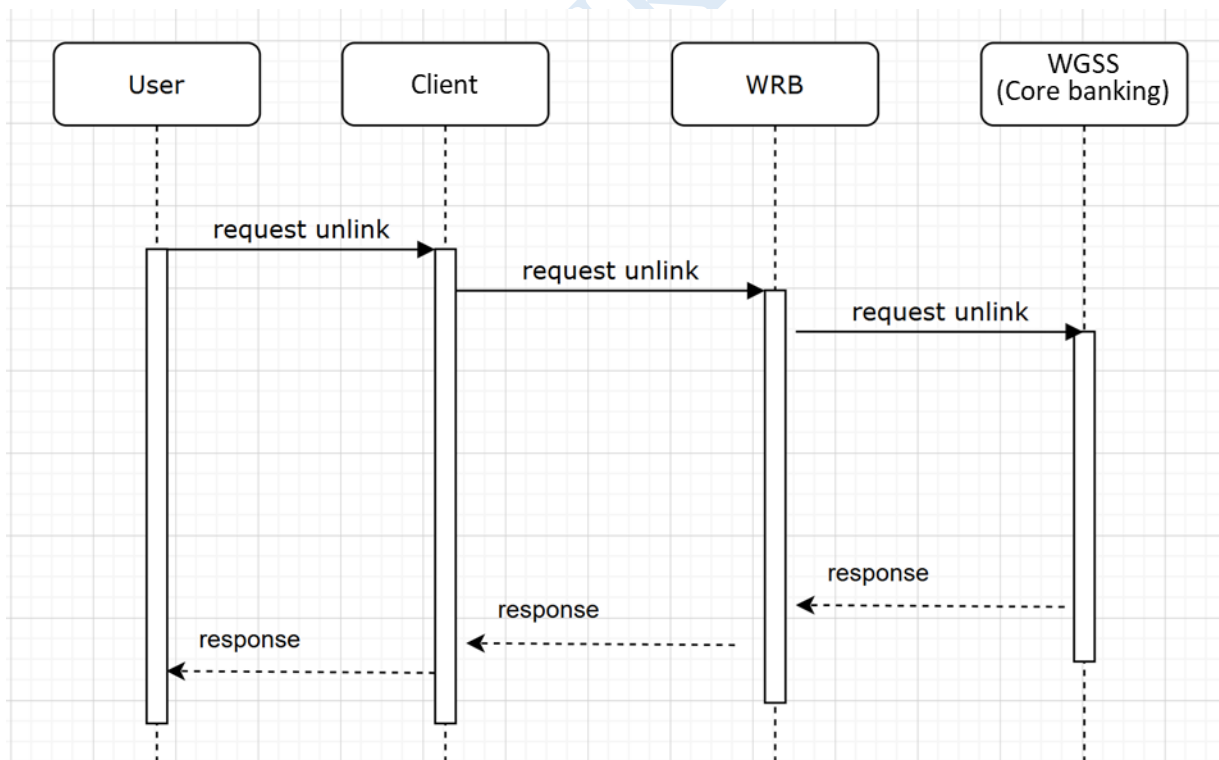 User
Client
WRB
WGSS
(Core banking)
request unlink
request unlink
request unlink
response
response
response